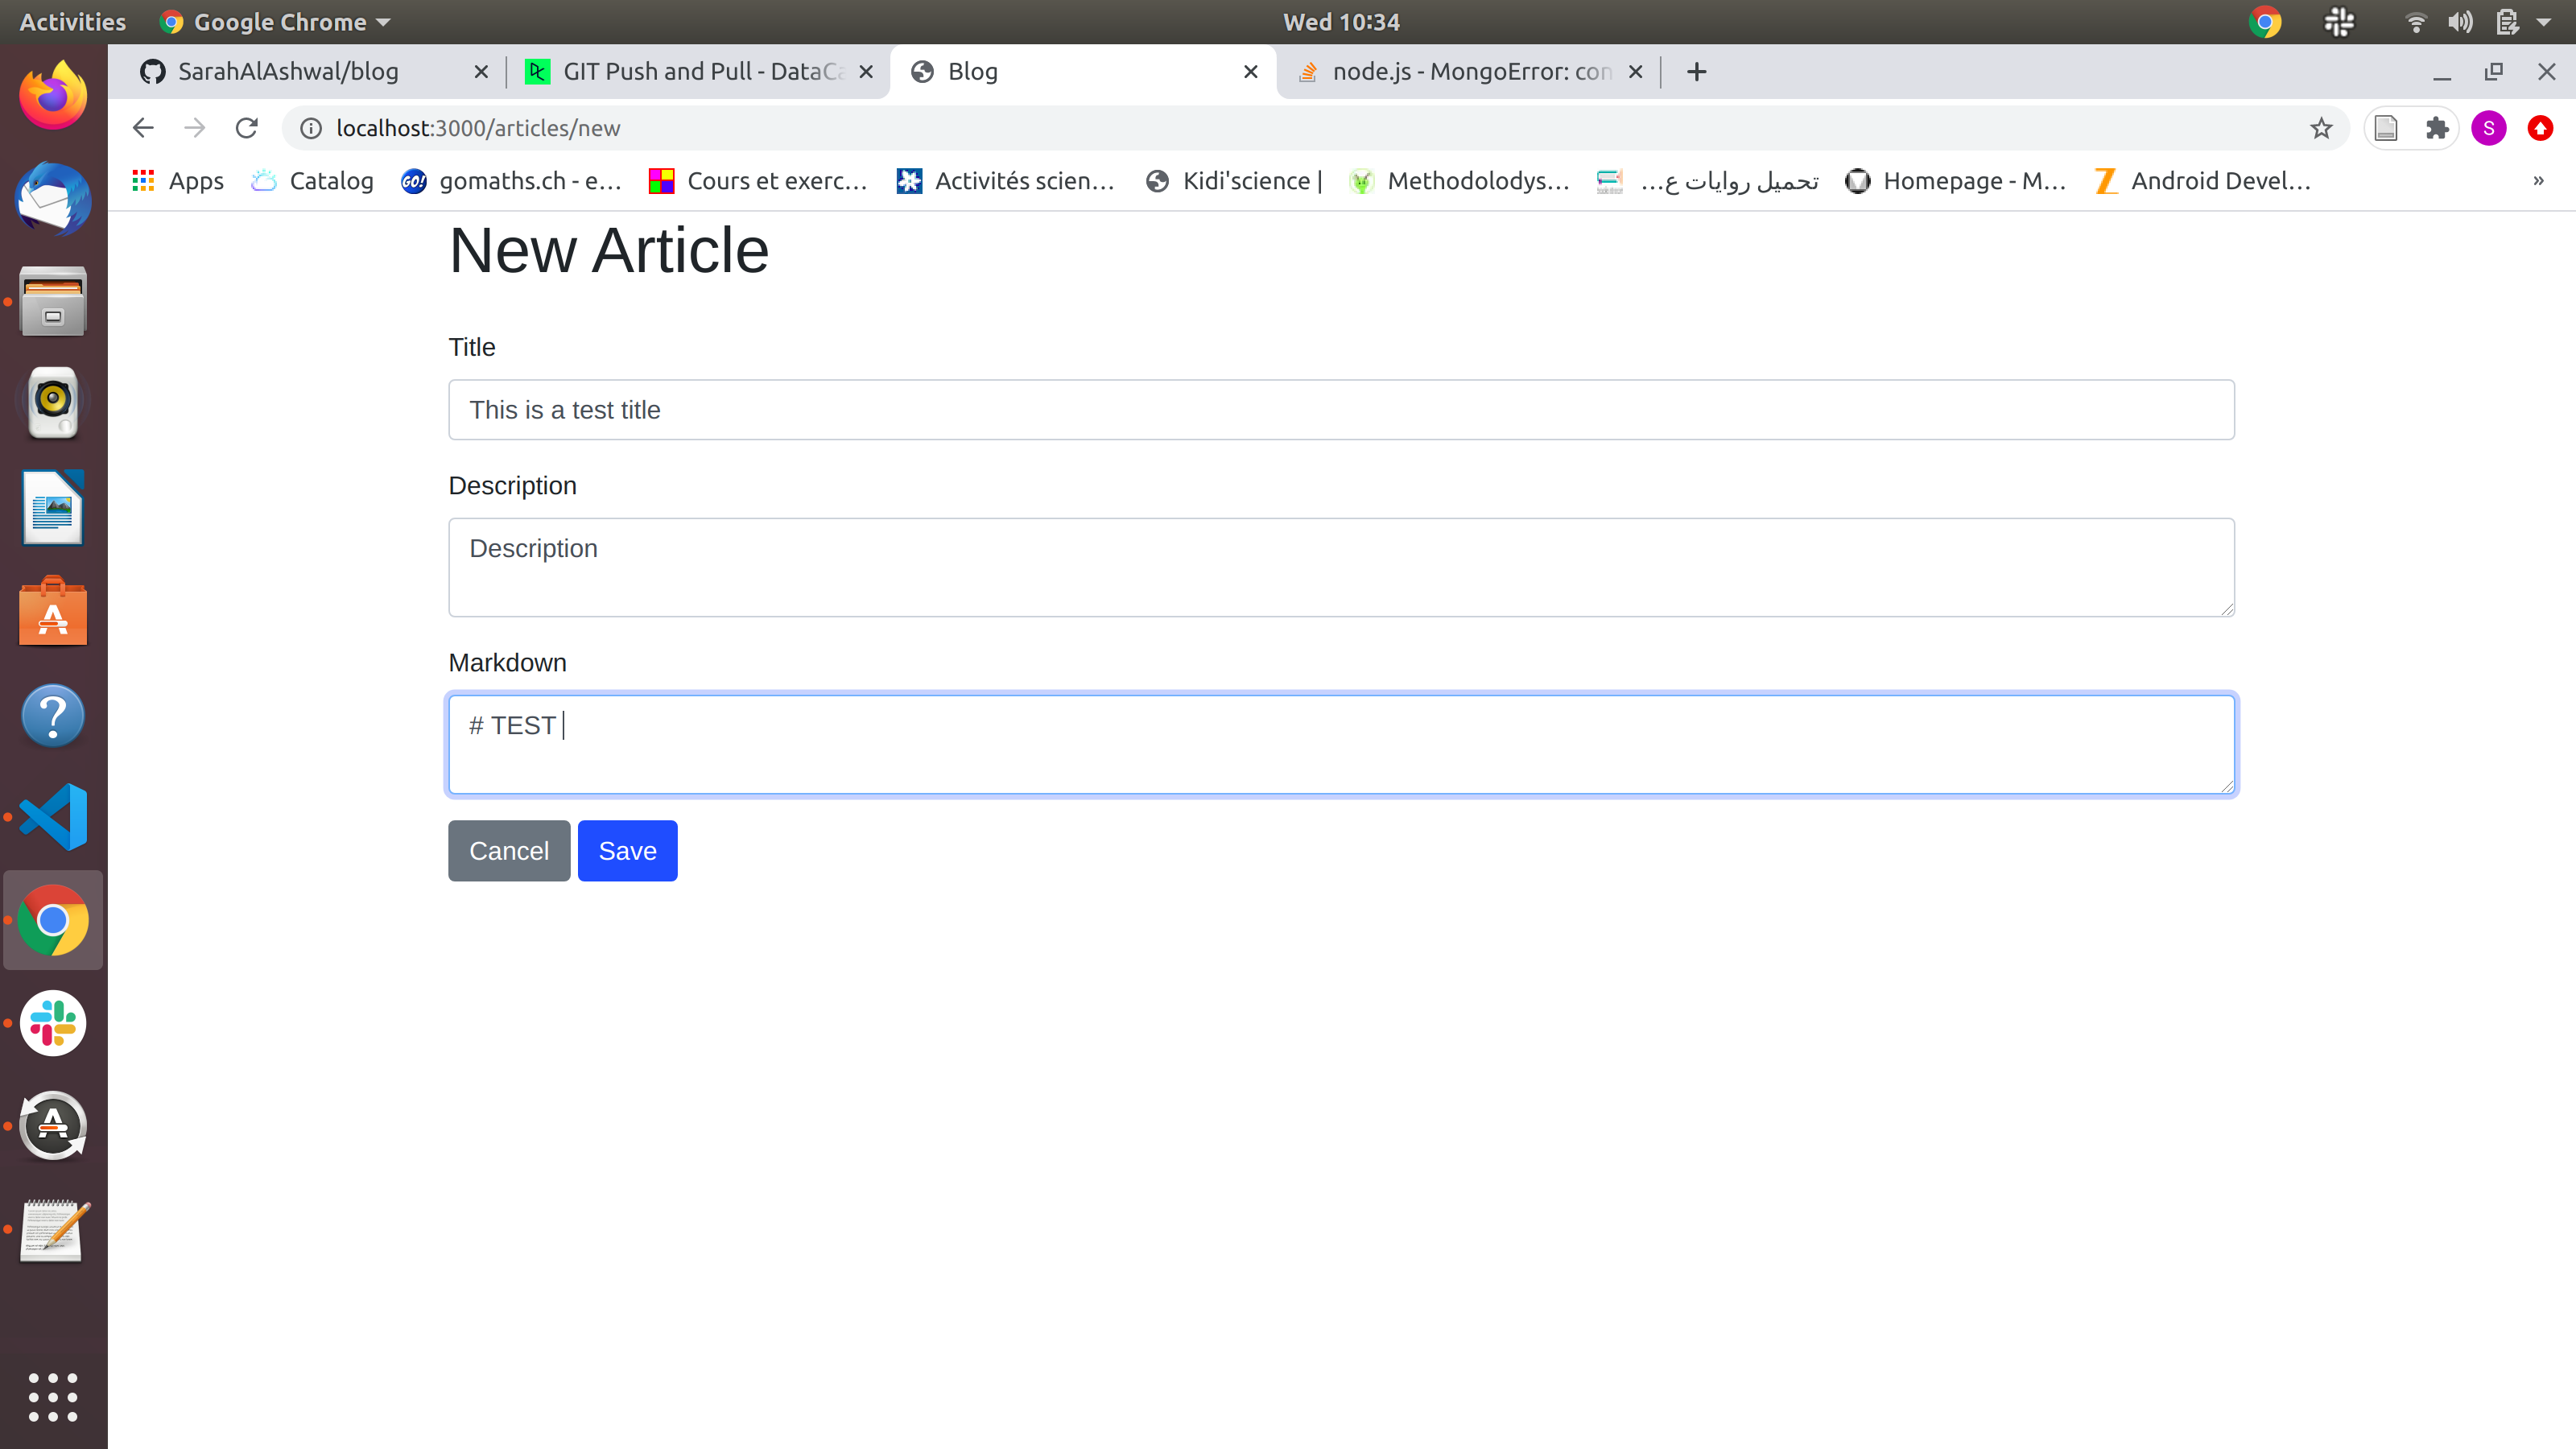 Activities Google Chrome Wed 10:34
SarahAlAshwal/blog GIT Push and Pull - DataCa Blog node.js - MongoError: con
localhost:3000/articles/new S
Apps Catalog GO! gomaths.ch - e... Cours et exerc... Activités scien... Kidi'science | Methodolodys... تحميل روايات ع... Homepage - M... Android Devel... »
New Article
Title
This is a test title
Description
Description
Markdown
# TEST
Cancel Save